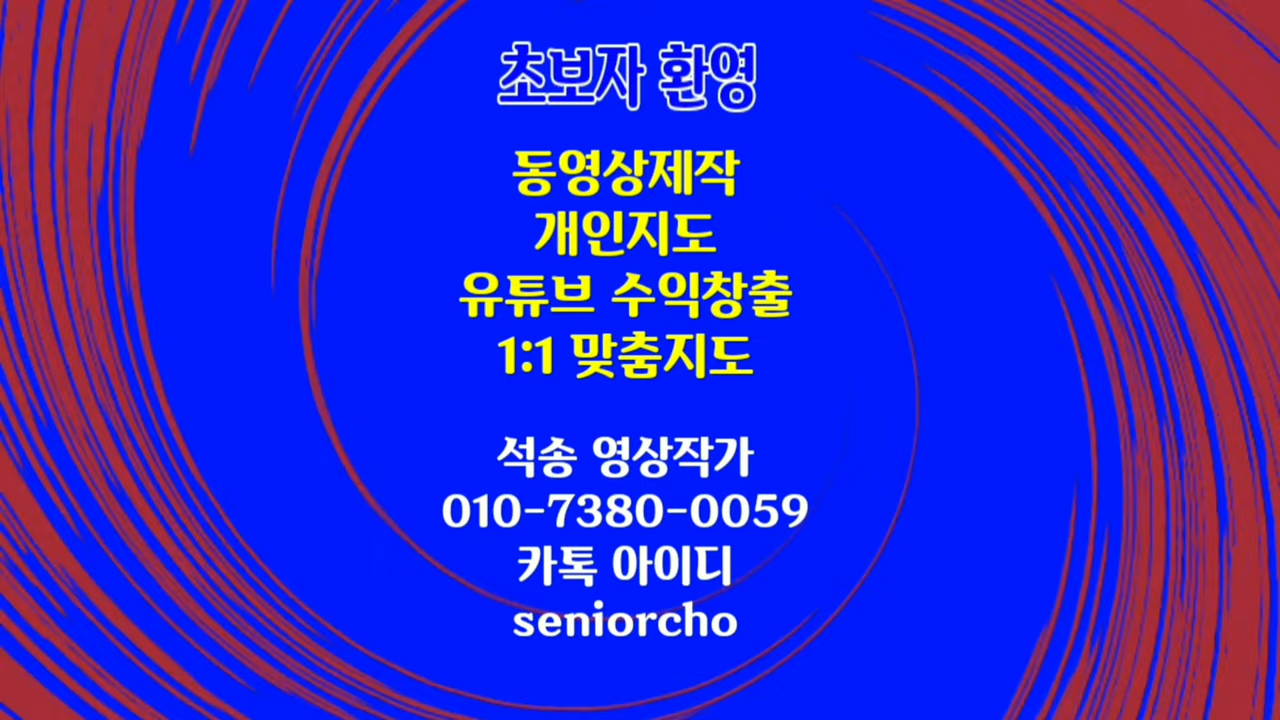 초보자 환영
동영상제작
개인지도
유튜브 수익창출
1:1 맞춤지도
석송 영상작가
010-7380-0059
카톡 아이디
seniorcho